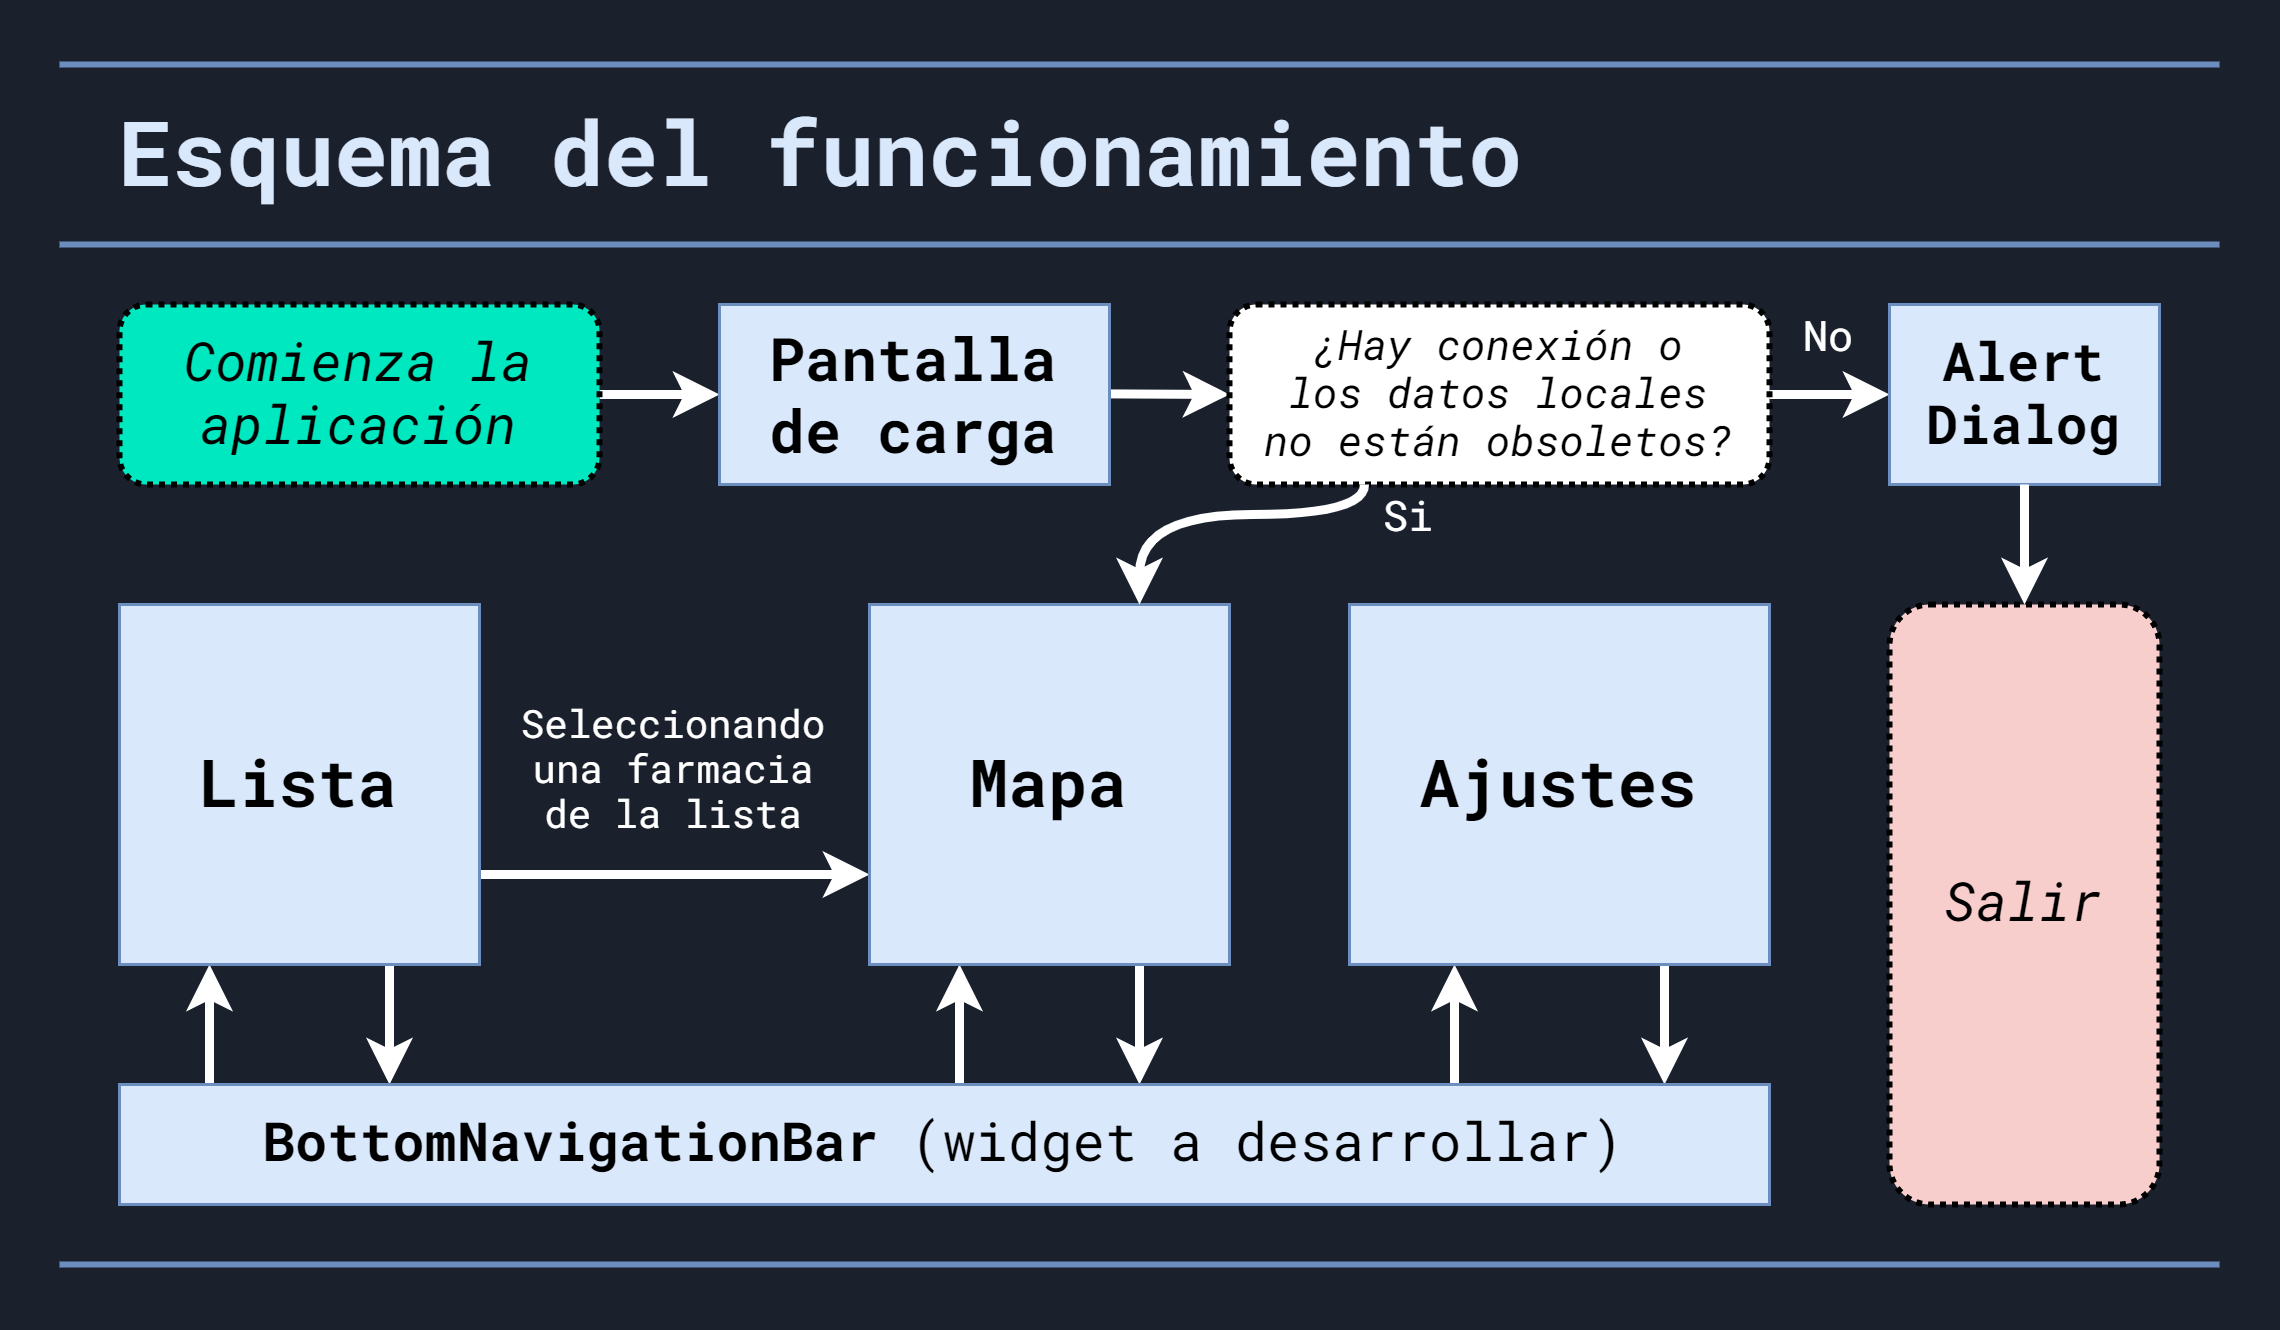 Esquema del funcionamiento
Comienza la
aplicación
Pantalla
de carga
¿Hay conexión o
los datos locales
no están obsoletos?
No
Alert
Dialog
Si
Lista
Seleccionando
una farmacia
de la lista
Mapa
Ajustes
Salir
BottomNavigationBar (widget a desarrollar)